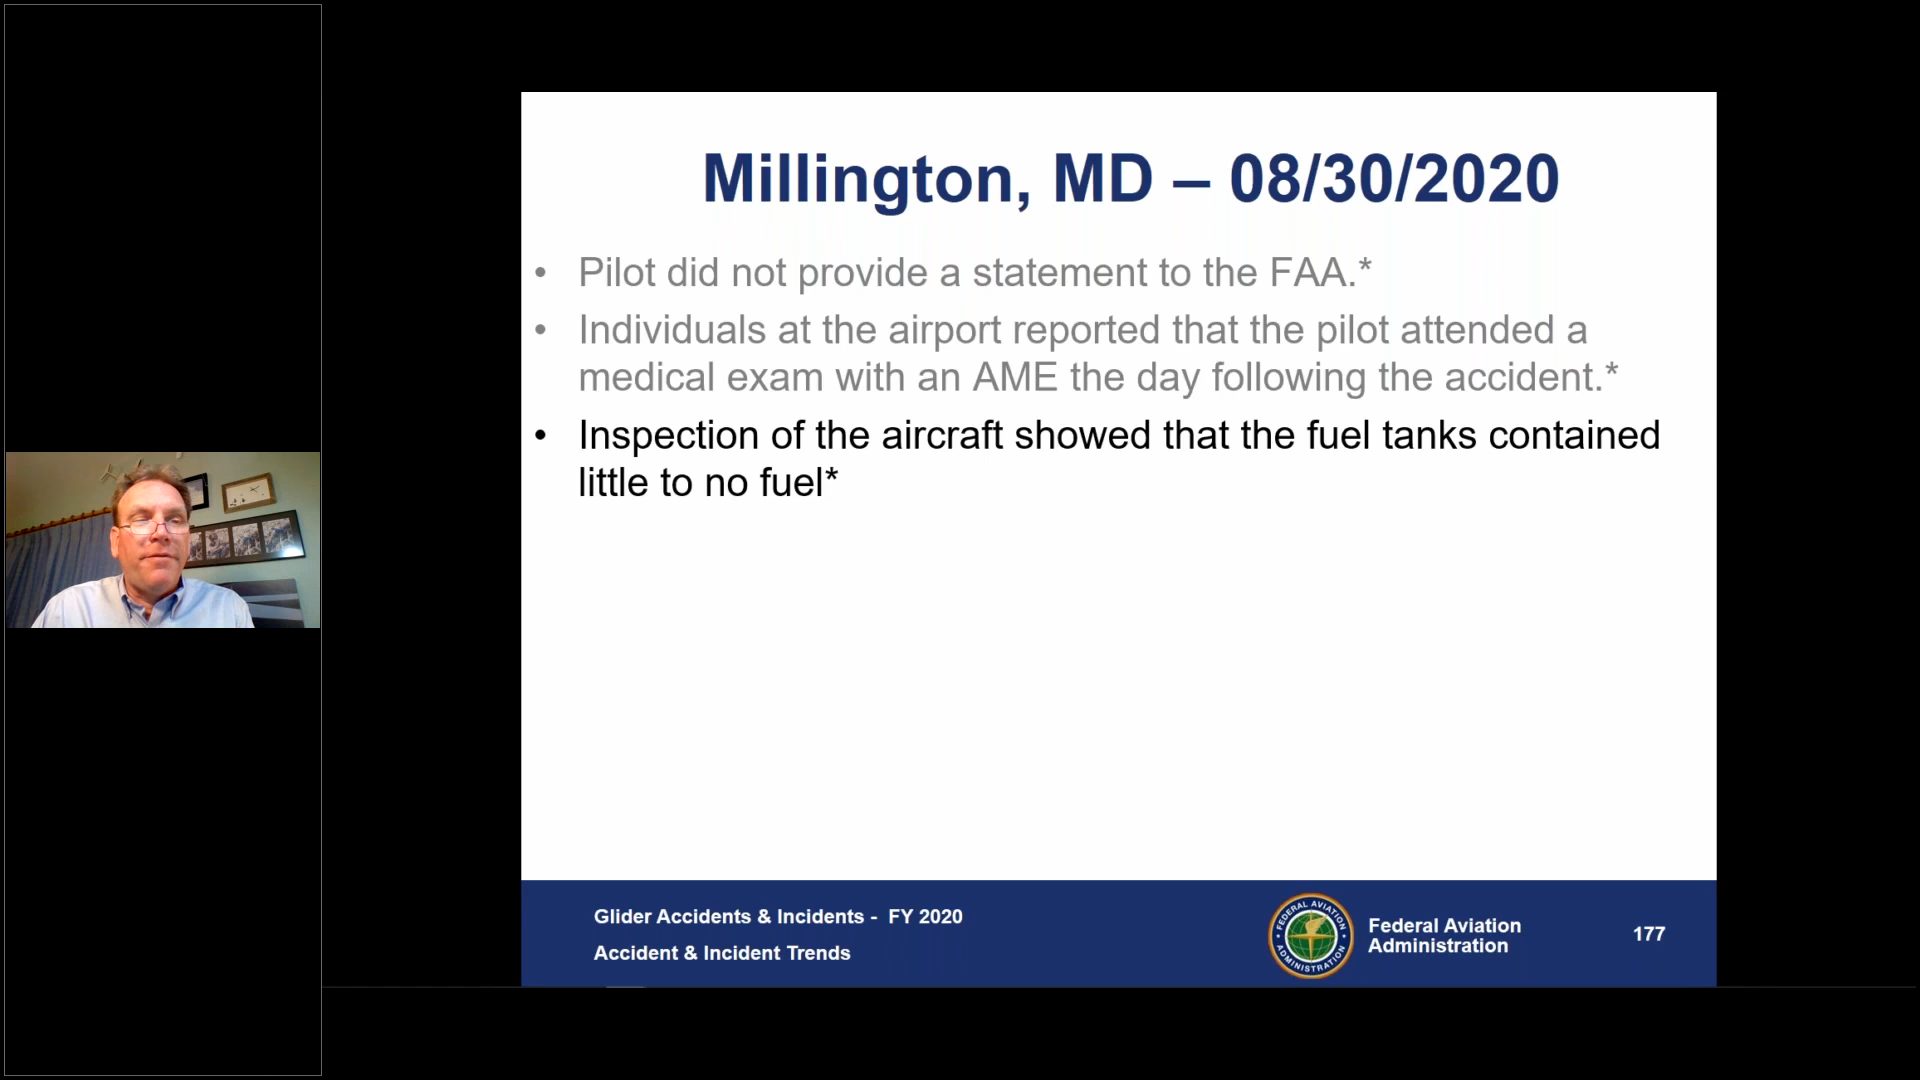 Millington, MD – 08/30/2020
• Pilot did not provide a statement to the FAA.*
• Individuals at the airport reported that the pilot attended a
medical exam with an AME the day following the accident.*
• Inspection of the aircraft showed that the fuel tanks contained
little to no fuel*
Glider Accidents & Incidents - FY 2020
Accident & Incident Trends
FEDERAL AVIATION
ADMINISTRATION
Federal Aviation
Administration
177